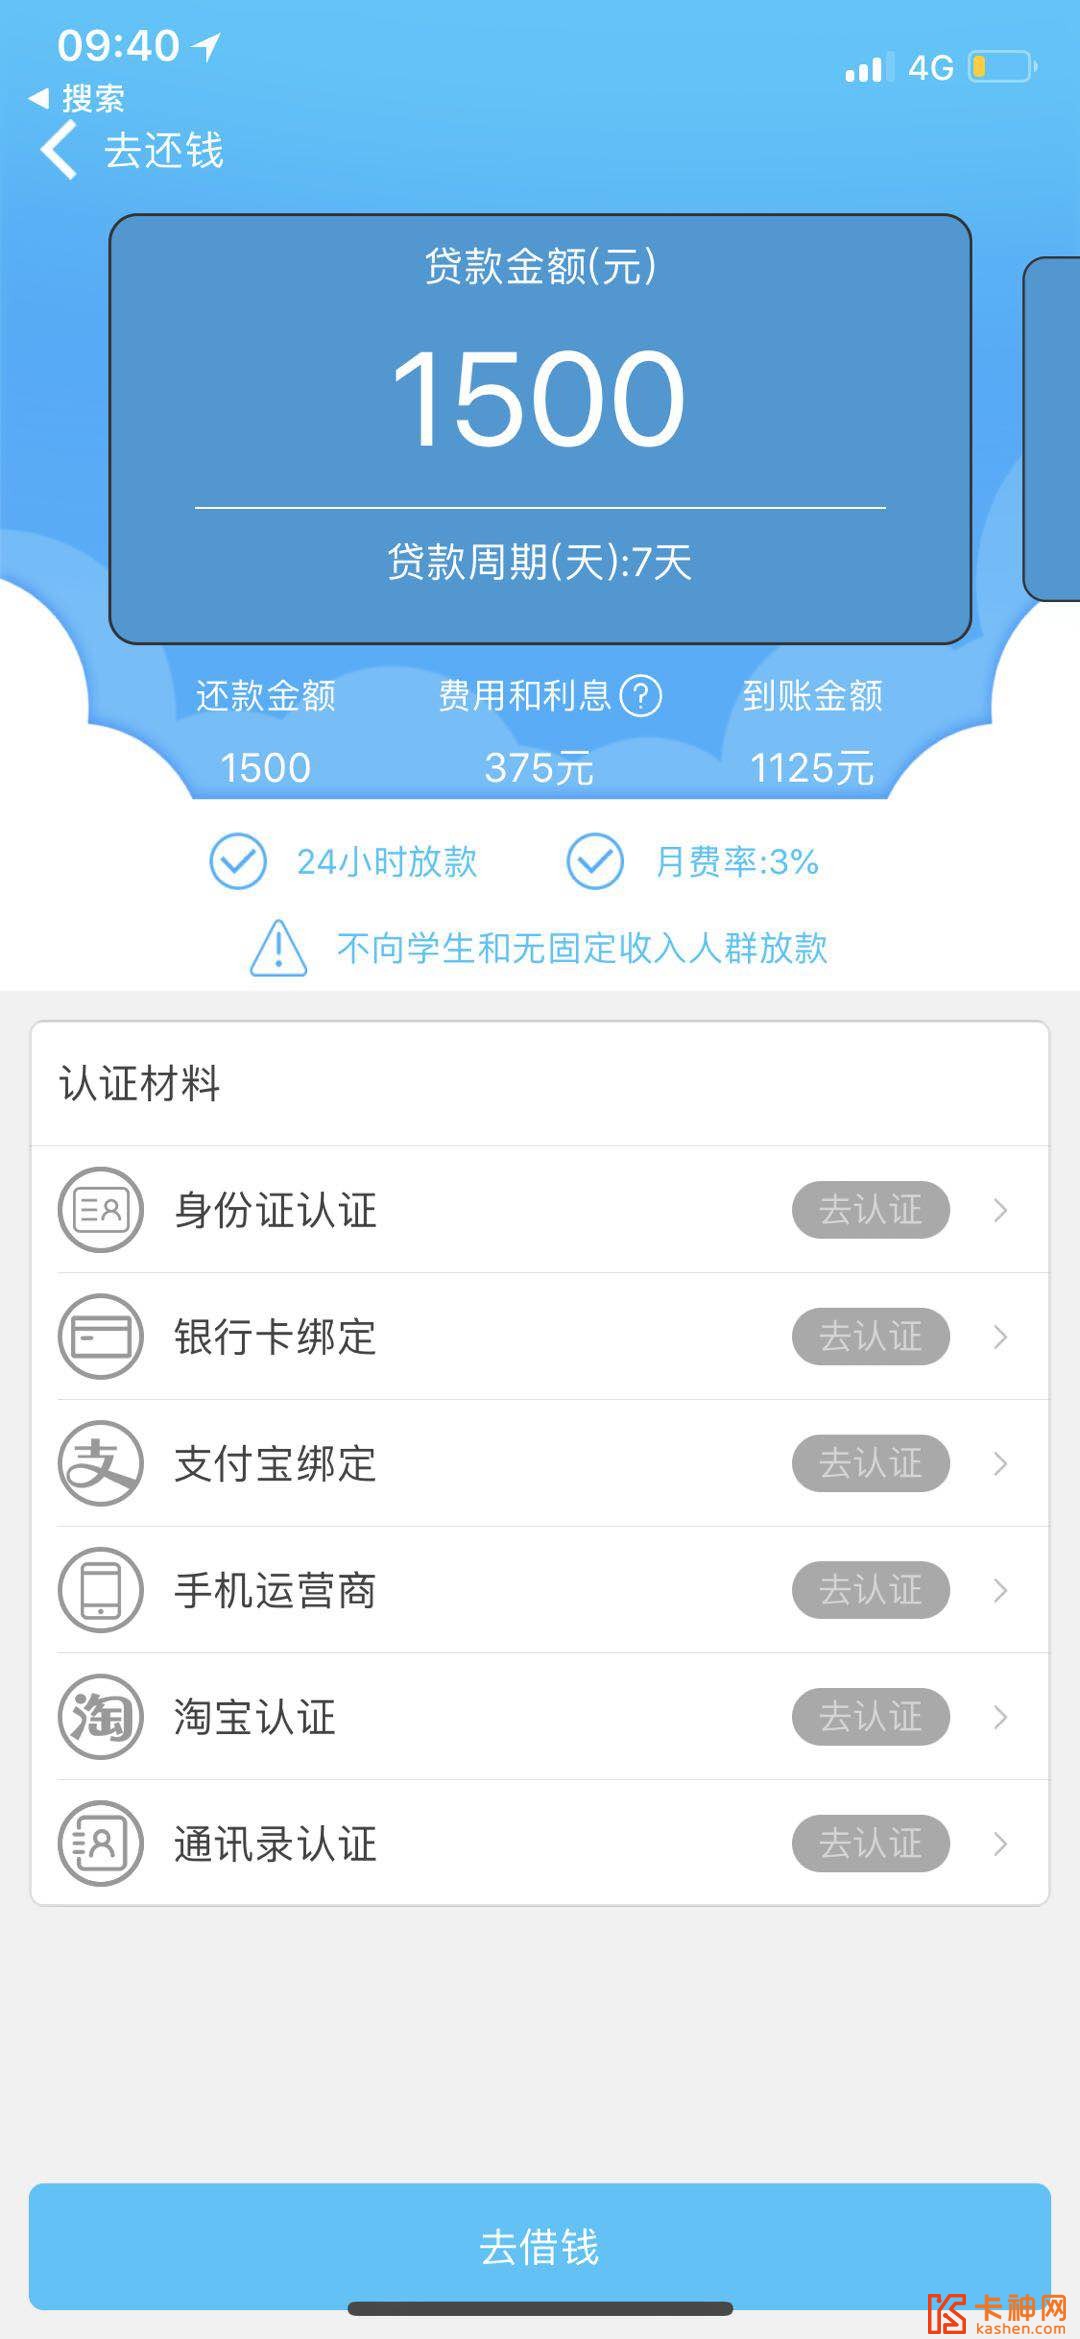 09:40
4G
搜索
去还钱
贷款金额(元)
1500
贷款周期(天):7天
还款金额 费用和利息? 到账金额
1500 375元 1125元
24小时放款 月费率:3%
不向学生和无固定收入人群放款
认证材料
身份证认证 去认证
银行卡绑定 去认证
支 支付宝绑定 去认证
手机运营商 去认证
淘 淘宝认证 去认证
通讯录认证 去认证
去借钱
卡神网
kashen.com